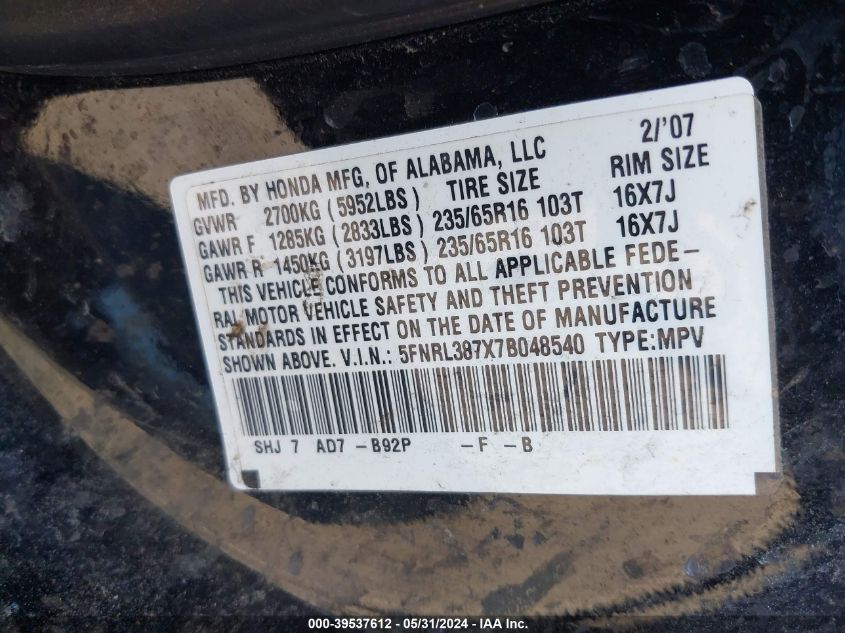 MFD. BY HONDA MFG, OF ALABAMA, LLC 2/'07
GVWR 2700KG (5952LBS) TIRE SIZE RIM SIZE
GAWR F 1285KG (2833LBS) 235/65R16 103T 16X7J
GAWR R 1450KG (3197LBS) 235/65R16 103T 16X7J
THIS VEHICLE CONFORMS TO ALL APPLICABLE FEDE-
RAL MOTOR VEHICLE SAFETY AND THEFT PREVENTION
STANDARDS IN EFFECT ON THE DATE OF MANUFACTURE
SHOWN ABOVE. V.I.N.: 5FNRL387X7B048540 TYPE:MPV
SHJ 7 AD7 -B92P -F -B
000-39537612 - 05/31/2024 - IAAI.COM